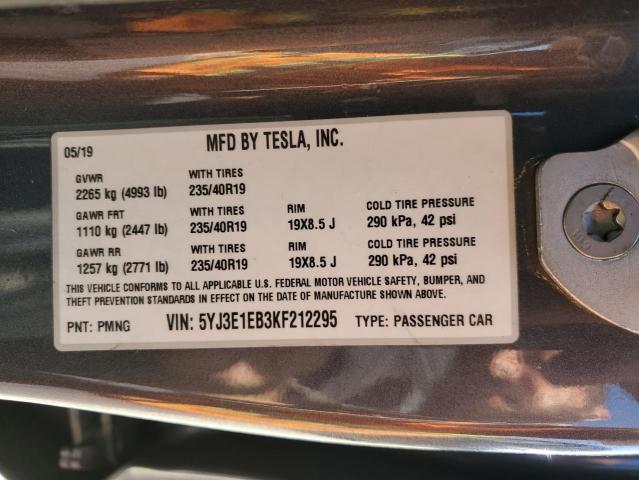 MFD BY TESLA, INC.
05/19
GVWR WITH TIRES
2265 kg (4993 lb) 235/40R19
GAWR FRT WITH TIRES RIM COLD TIRE PRESSURE
1110 kg (2447 lb) 235/40R19 19X8.5 J 290 kPa, 42 psi
GAWR RR WITH TIRES RIM COLD TIRE PRESSURE
1257 kg (2771 lb) 235/40R19 19X8.5 J 290 kPa, 42 psi
THIS VEHICLE CONFORMS TO ALL APPLICABLE U.S. FEDERAL MOTOR VEHICLE SAFETY, BUMPER, AND
THEFT PREVENTION STANDARDS IN EFFECT ON THE DATE OF MANUFACTURE SHOWN ABOVE.
PNT: PMNG VIN: 5YJ3E1EB3KF212295 TYPE: PASSENGER CAR